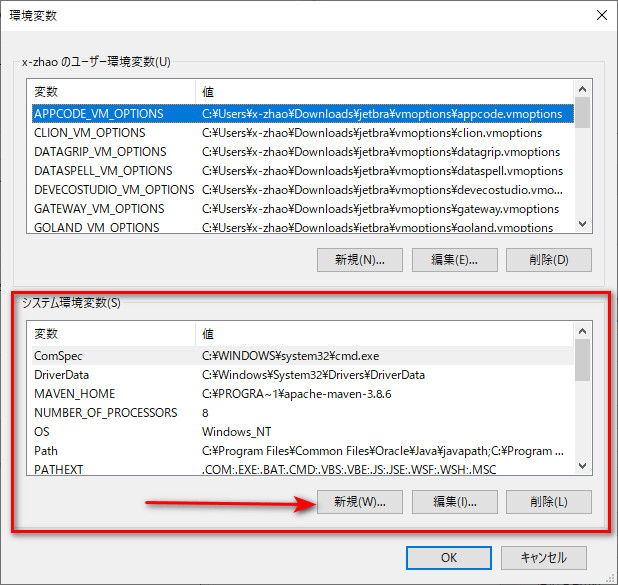 環境変数
x-zhao のユーザー環境変数(U)
変数 値
APPCODE_VM_OPTIONS C:¥Users¥x-zhao¥Downloads¥jetbra¥vmoptions¥appcode.vmoptions
CLION_VM_OPTIONS C:¥Users¥x-zhao¥Downloads¥jetbra¥vmoptions¥clion.vmoptions
DATAGRIP_VM_OPTIONS C:¥Users¥x-zhao¥Downloads¥jetbra¥vmoptions¥datagrip.vmoptions
DATASPELL_VM_OPTIONS C:¥Users¥x-zhao¥Downloads¥jetbra¥vmoptions¥dataspell.vmoptions
DEVECOSTUDIO_VM_OPTIONS C:¥Users¥x-zhao¥Downloads¥jetbra¥vmoptions¥devecostudio.vmo...
GATEWAY_VM_OPTIONS C:¥Users¥x-zhao¥Downloads¥jetbra¥vmoptions¥gateway.vmoptions
GOLAND_VM_OPTIONS C:¥Users¥x-zhao¥Downloads¥jetbra¥vmoptions¥goland.vmoptions
新規(N)... 編集(E)... 削除(D)
システム環境変数(S)
変数 値
ComSpec C:¥WINDOWS¥system32¥cmd.exe
DriverData C:¥Windows¥System32¥Drivers¥DriverData
MAVEN_HOME C:¥PROGRA~1¥apache-maven-3.8.6
NUMBER_OF_PROCESSORS 8
OS Windows_NT
Path C:¥Program Files¥Common Files¥Oracle¥Java¥javapath;C:¥Program ...
PATHEXT .COM;.EXE;.BAT;.CMD;.VBS;.VBE;.JS;.JSE;.WSF;.WSH;.MSC
新規(W)... 編集(I)... 削除(L)
OK キャンセル